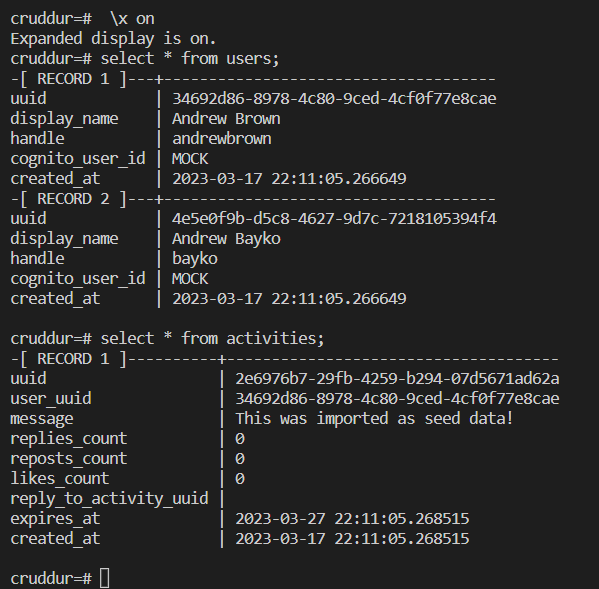 cruddur=#  \x on
Expanded display is on.
cruddur=# select * from users;
-[ RECORD 1 ]---+-------------------------------------
uuid            | 34692d86-8978-4c80-9ced-4cf0f77e8cae
display_name    | Andrew Brown
handle          | andrewbrown
cognito_user_id | MOCK
created_at      | 2023-03-17 22:11:05.266649
-[ RECORD 2 ]---+-------------------------------------
uuid            | 4e5e0f9b-d5c8-4627-9d7c-7218105394f4
display_name    | Andrew Bayko
handle          | bayko
cognito_user_id | MOCK
created_at      | 2023-03-17 22:11:05.266649
cruddur=# select * from activities;
-[ RECORD 1 ]----------+-------------------------------------
uuid                   | 2e6976b7-29fb-4259-b294-07d5671ad62a
user_uuid              | 34692d86-8978-4c80-9ced-4cf0f77e8cae
message                | This was imported as seed data!
replies_count          | 0
reposts_count          | 0
likes_count            | 0
reply_to_activity_uuid |
expires_at             | 2023-03-27 22:11:05.268515
created_at             | 2023-03-17 22:11:05.268515
cruddur=#